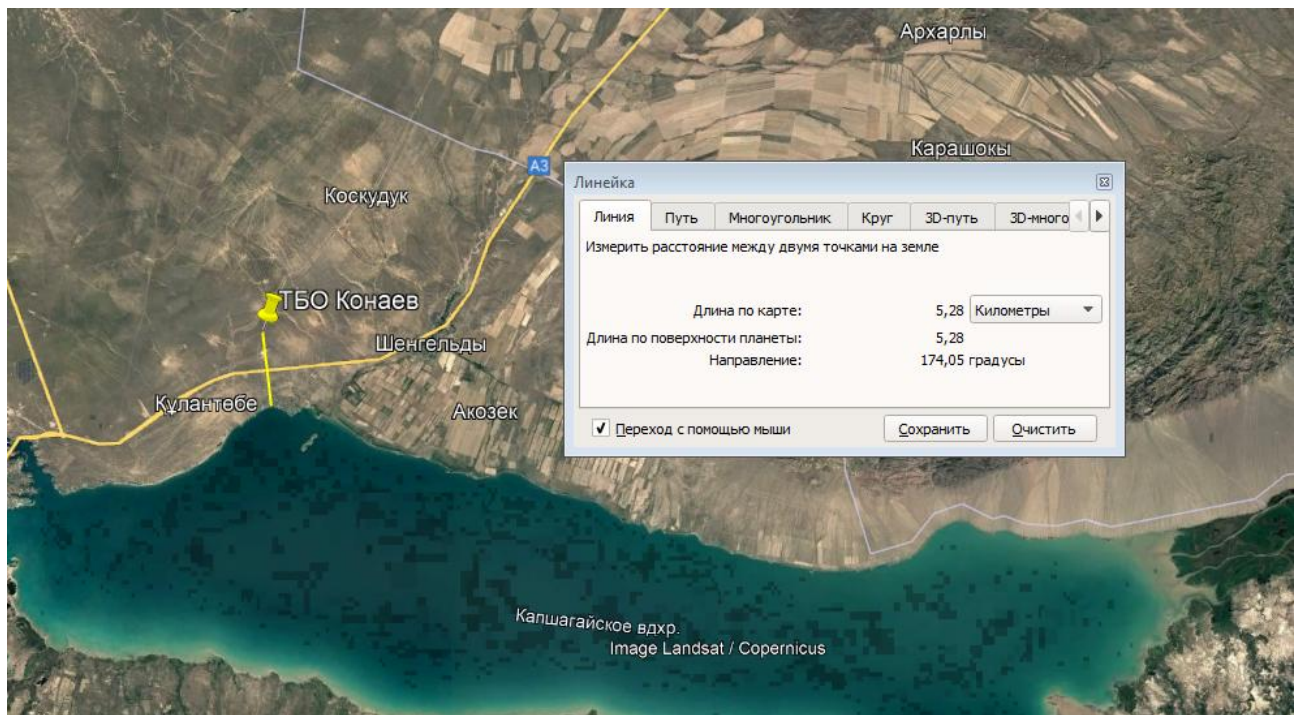 Архарлы
Карашокы
А3
Коскудук
ТБО Конаев
Шенгельды
Құлантөбе
Акозек
Капшагайское вдхр.
Image Landsat / Copernicus
Линейка
Линия Путь Многоугольник Круг 3D-путь 3D-много
Измерить расстояние между двумя точками на земле
Длина по карте: 5,28 Километры
Длина по поверхности планеты: 5,28
Направление: 174,05 градусы
Переход с помощью мыши Сохранить Очистить